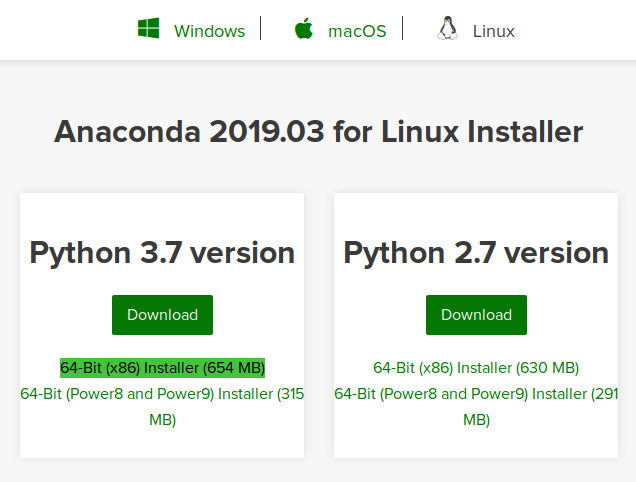 Windows
macOS
Linux
Anaconda 2019.03 for Linux Installer
Python 3.7 version
Download
64-Bit (x86) Installer (654 MB)
64-Bit (Power8 and Power9) Installer (315
MB)
Python 2.7 version
Download
64-Bit (x86) Installer (630 MB)
64-Bit (Power8 and Power9) Installer (291
MB)